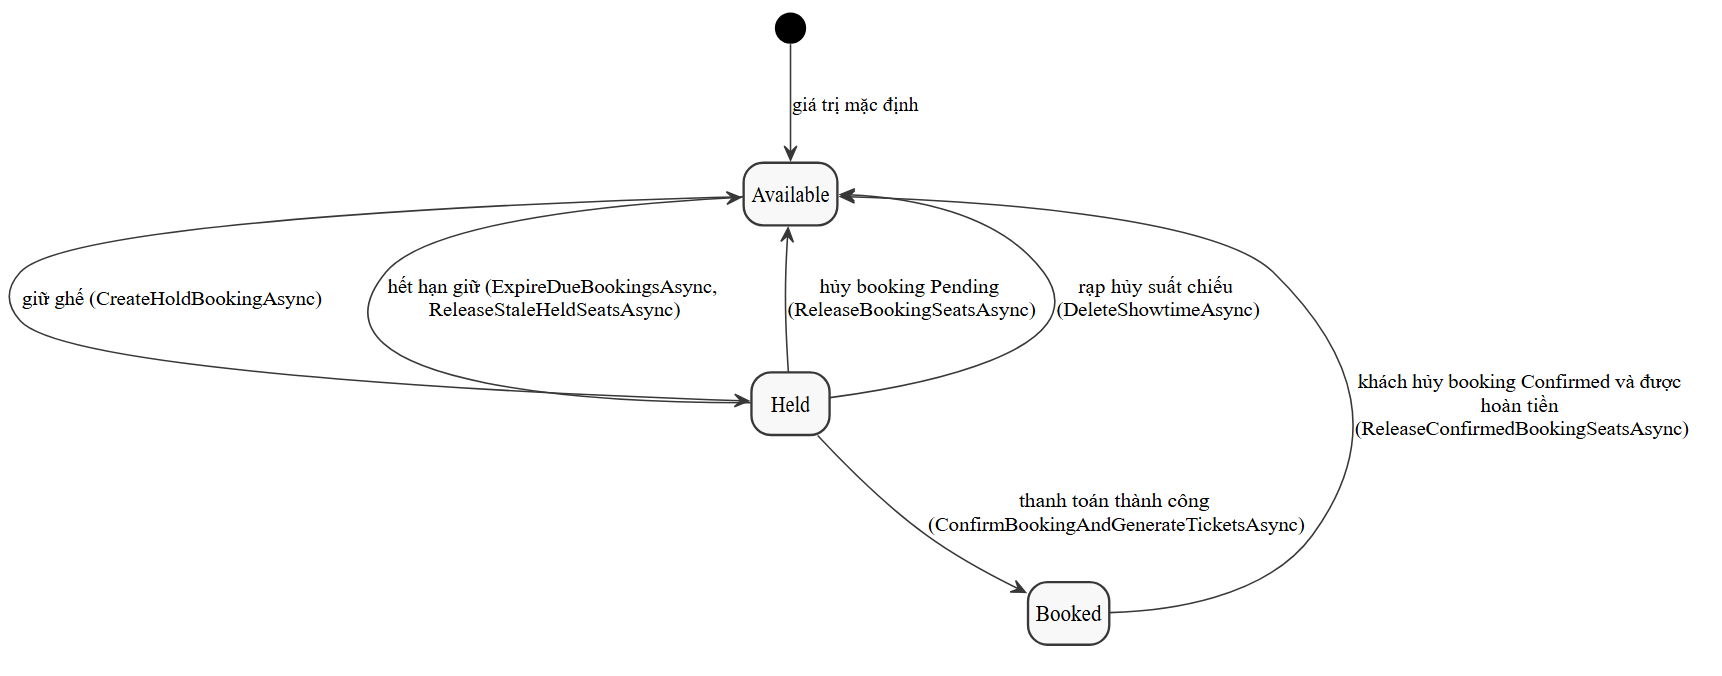 giá trị mặc định
Available
giữ ghế (CreateHoldBookingAsync)
hết hạn giữ (ExpireDueBookingsAsync,
ReleaseStaleHeldSeatsAsync)
hủy booking Pending
(ReleaseBookingSeatsAsync)
rạp hủy suất chiếu
(DeleteShowtimeAsync)
khách hủy booking Confirmed và được
hoàn tiền
(ReleaseConfirmedBookingSeatsAsync)
Held
thanh toán thành công
(ConfirmBookingAndGenerateTicketsAsync)
Booked